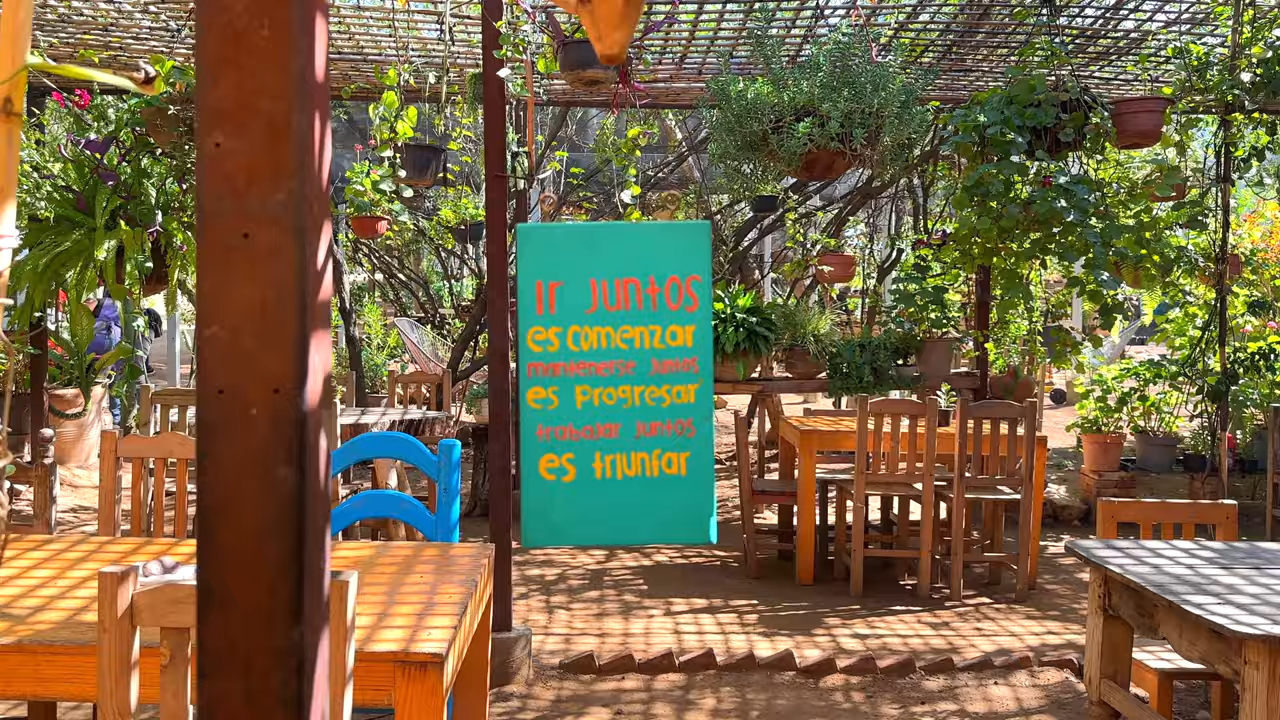 Ir juntos
es comenzar
mantenerse juntos
es progresar
trabajar juntos
es triunfar